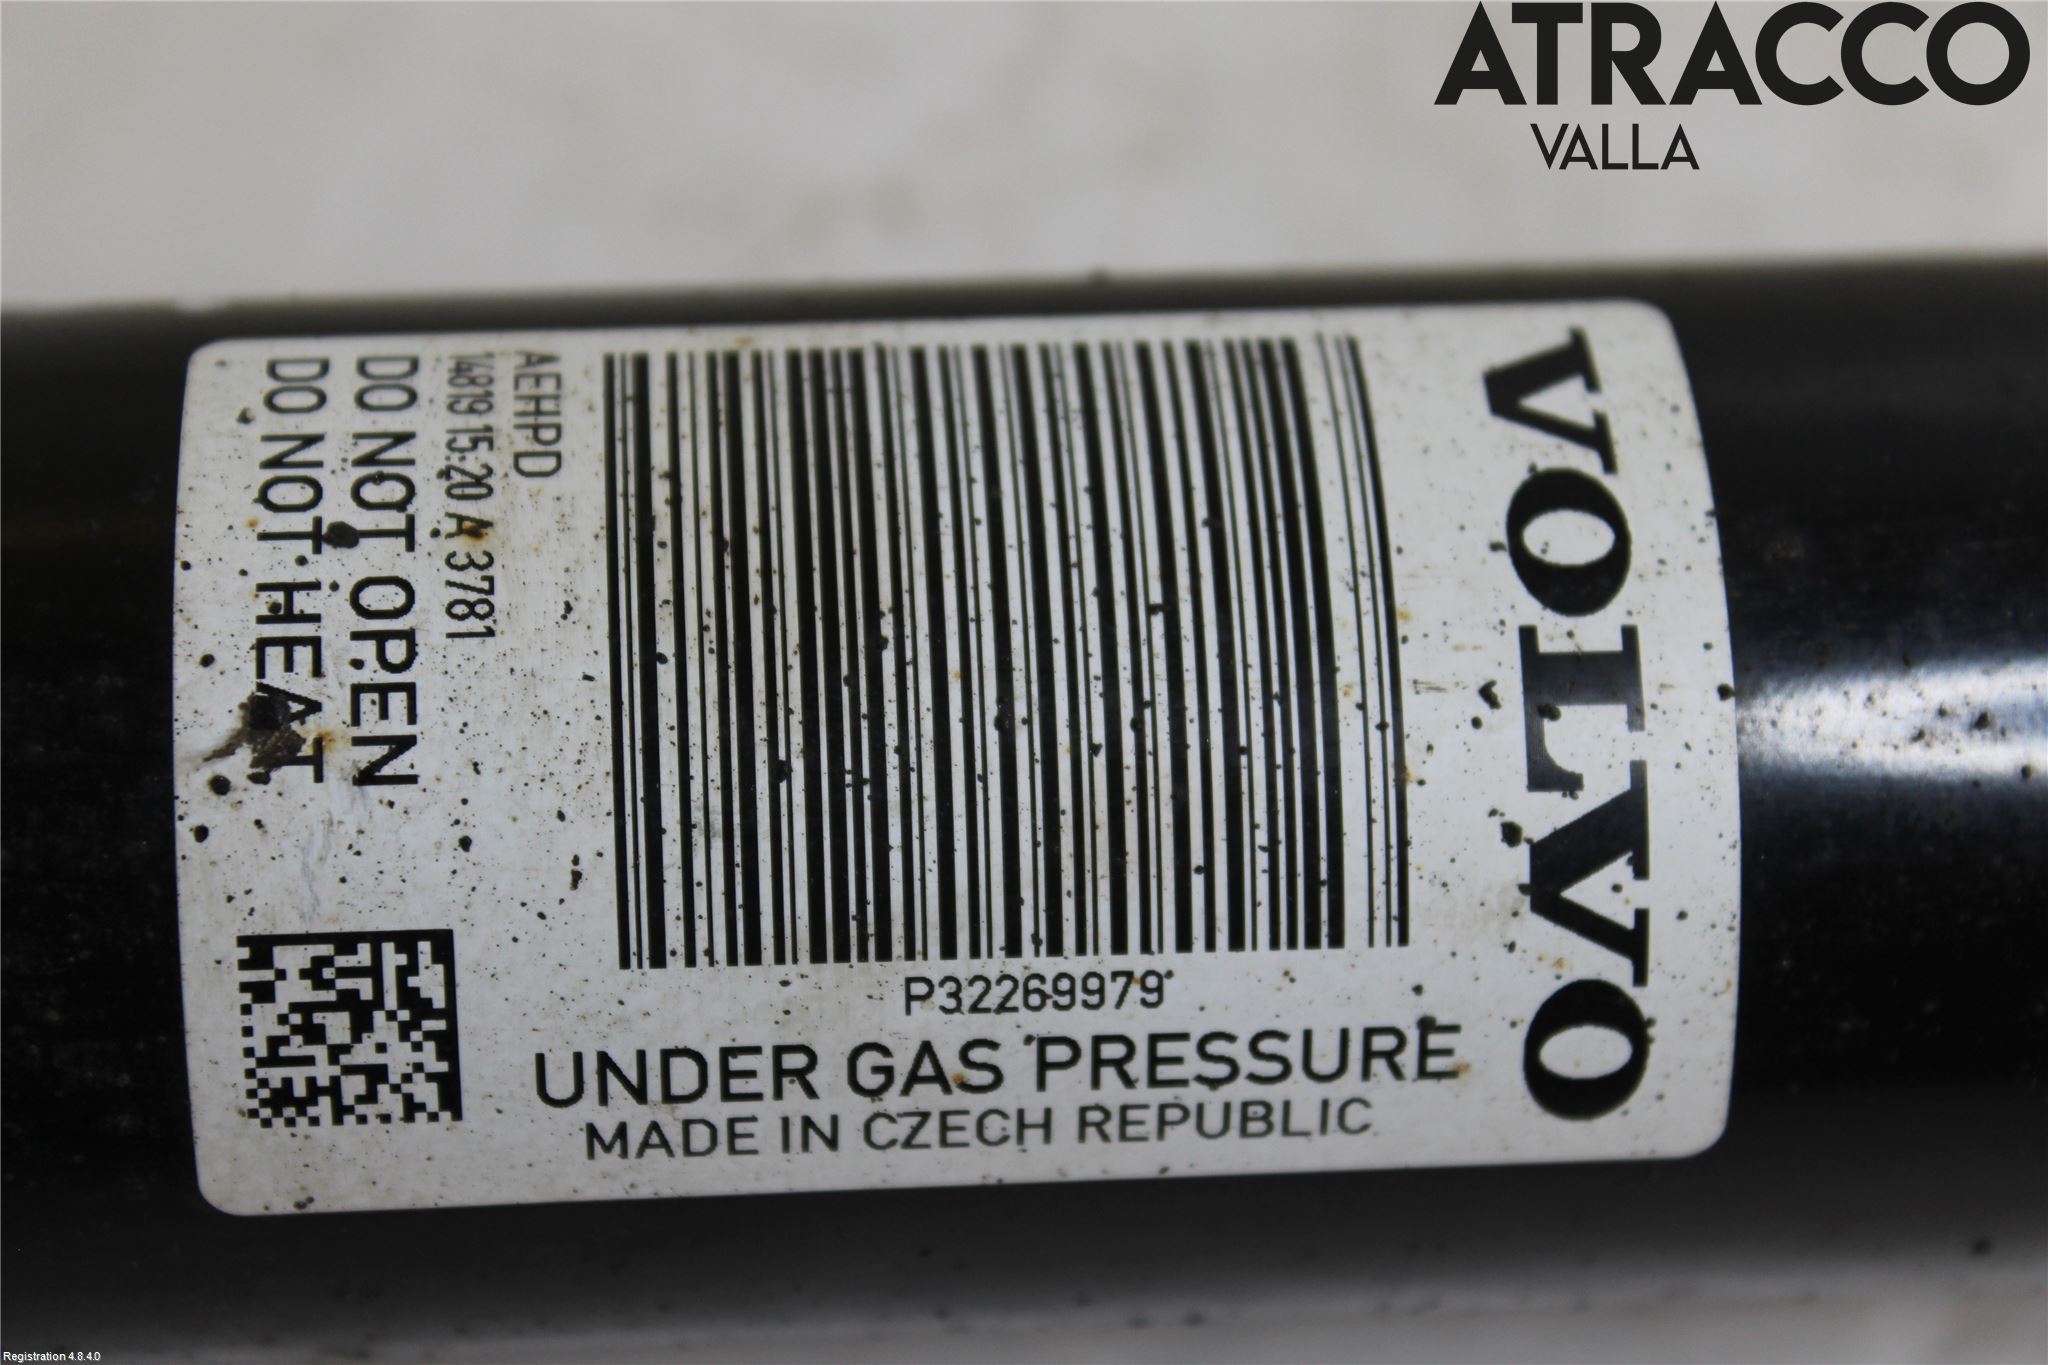 ATRACCO
VALLA
VOLVO
AEHPD
14819 15:20 A 3781
DO NOT OPEN
DO NOT HEAT
P32269979
UNDER GAS PRESSURE
MADE IN CZECH REPUBLIC
Registration 4.8.4.0